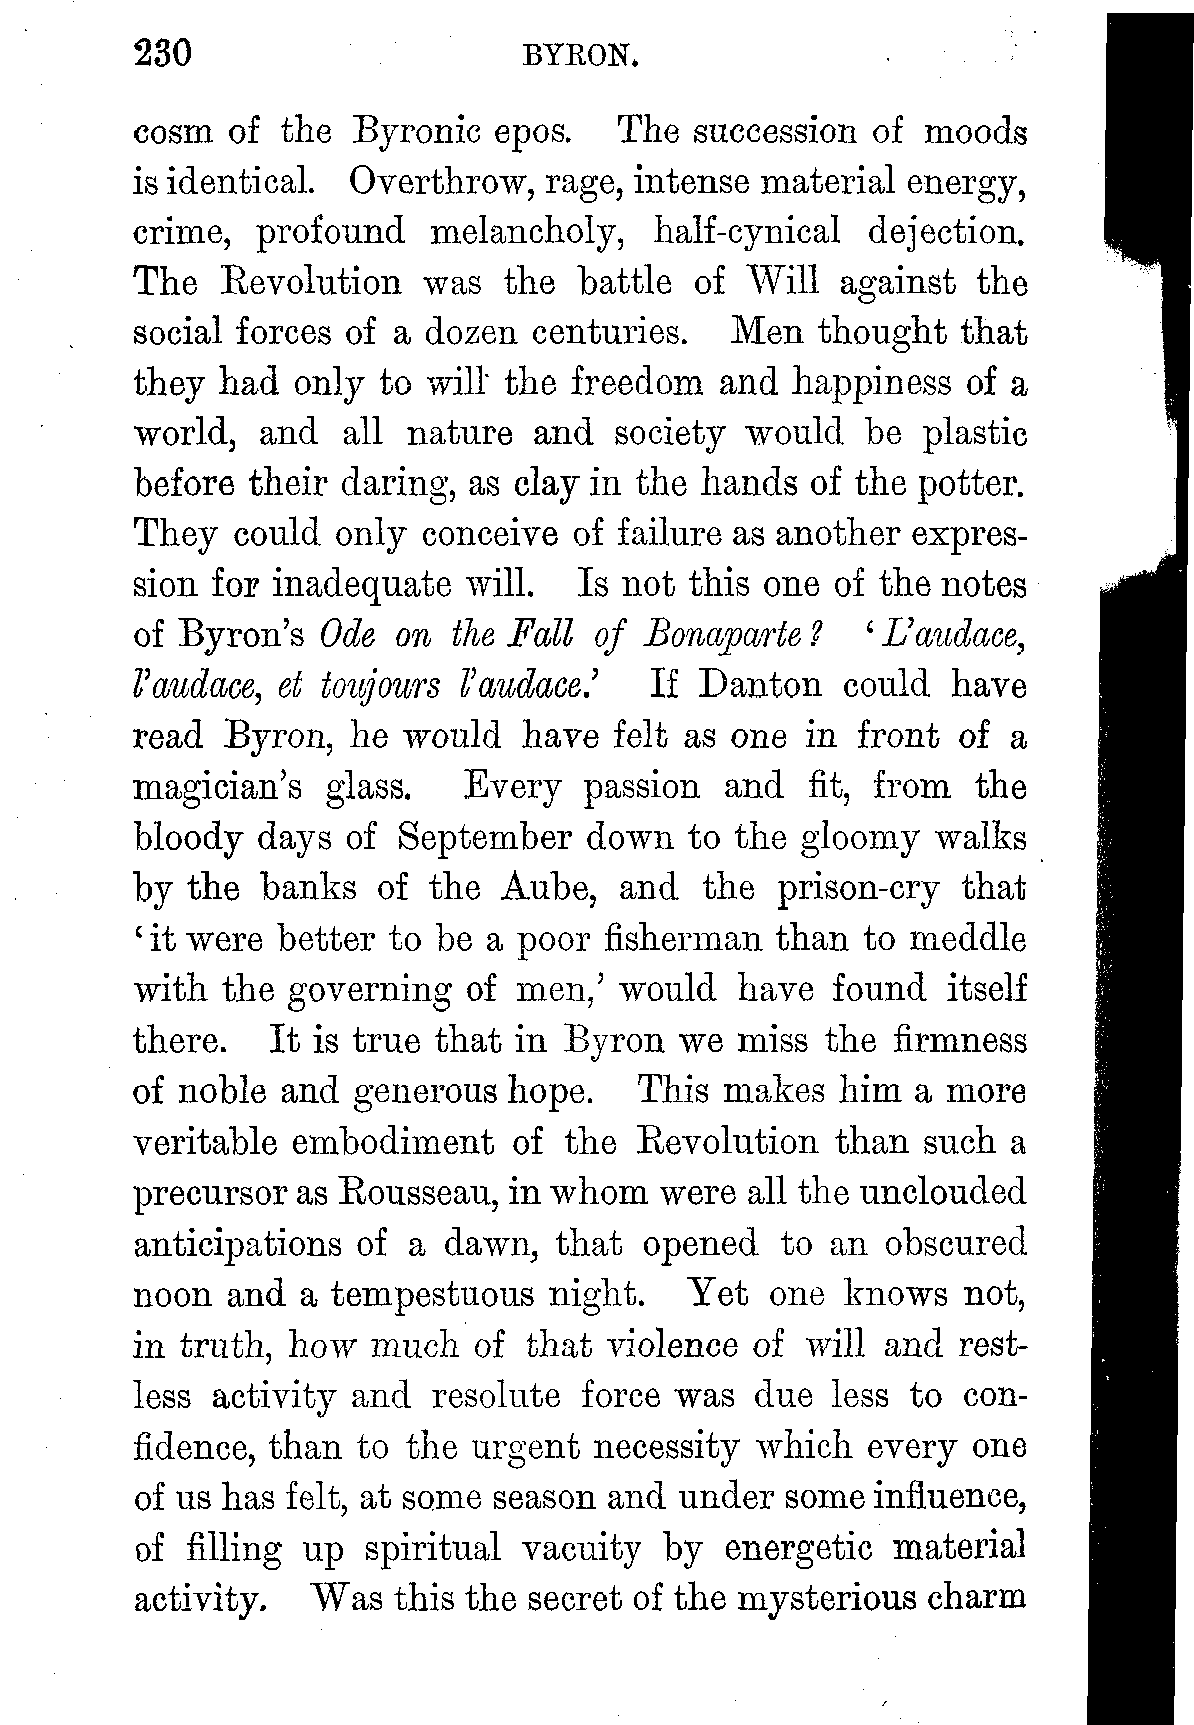 230 BYRON.
cosm of the Byronic epos. The succession of moods
is identical. Overthrow, rage, intense material energy,
crime, profound melancholy, half-cynical dejection.
The Revolution was the battle of Will against the
social forces of a dozen centuries. Men thought that
they had only to will the freedom and happiness of a
world, and all nature and society would be plastic
before their daring, as clay in the hands of the potter.
They could only conceive of failure as another expres-
sion for inadequate will. Is not this one of the notes
of Byron's Ode on the Fall of Bonaparte? 'L'audace,
l'audace, et toujours l'audace.' If Danton could have
read Byron, he would have felt as one in front of a
magician's glass. Every passion and fit, from the
bloody days of September down to the gloomy walks
by the banks of the Aube, and the prison-cry that
'it were better to be a poor fisherman than to meddle
with the governing of men,' would have found itself
there. It is true that in Byron we miss the firmness
of noble and generous hope. This makes him a more
veritable embodiment of the Revolution than such a
precursor as Rousseau, in whom were all the unclouded
anticipations of a dawn, that opened to an obscured
noon and a tempestuous night. Yet one knows not,
in truth, how much of that violence of will and rest-
less activity and resolute force was due less to con-
fidence, than to the urgent necessity which every one
of us has felt, at some season and under some influence,
of filling up spiritual vacuity by energetic material
activity. Was this the secret of the mysterious charm